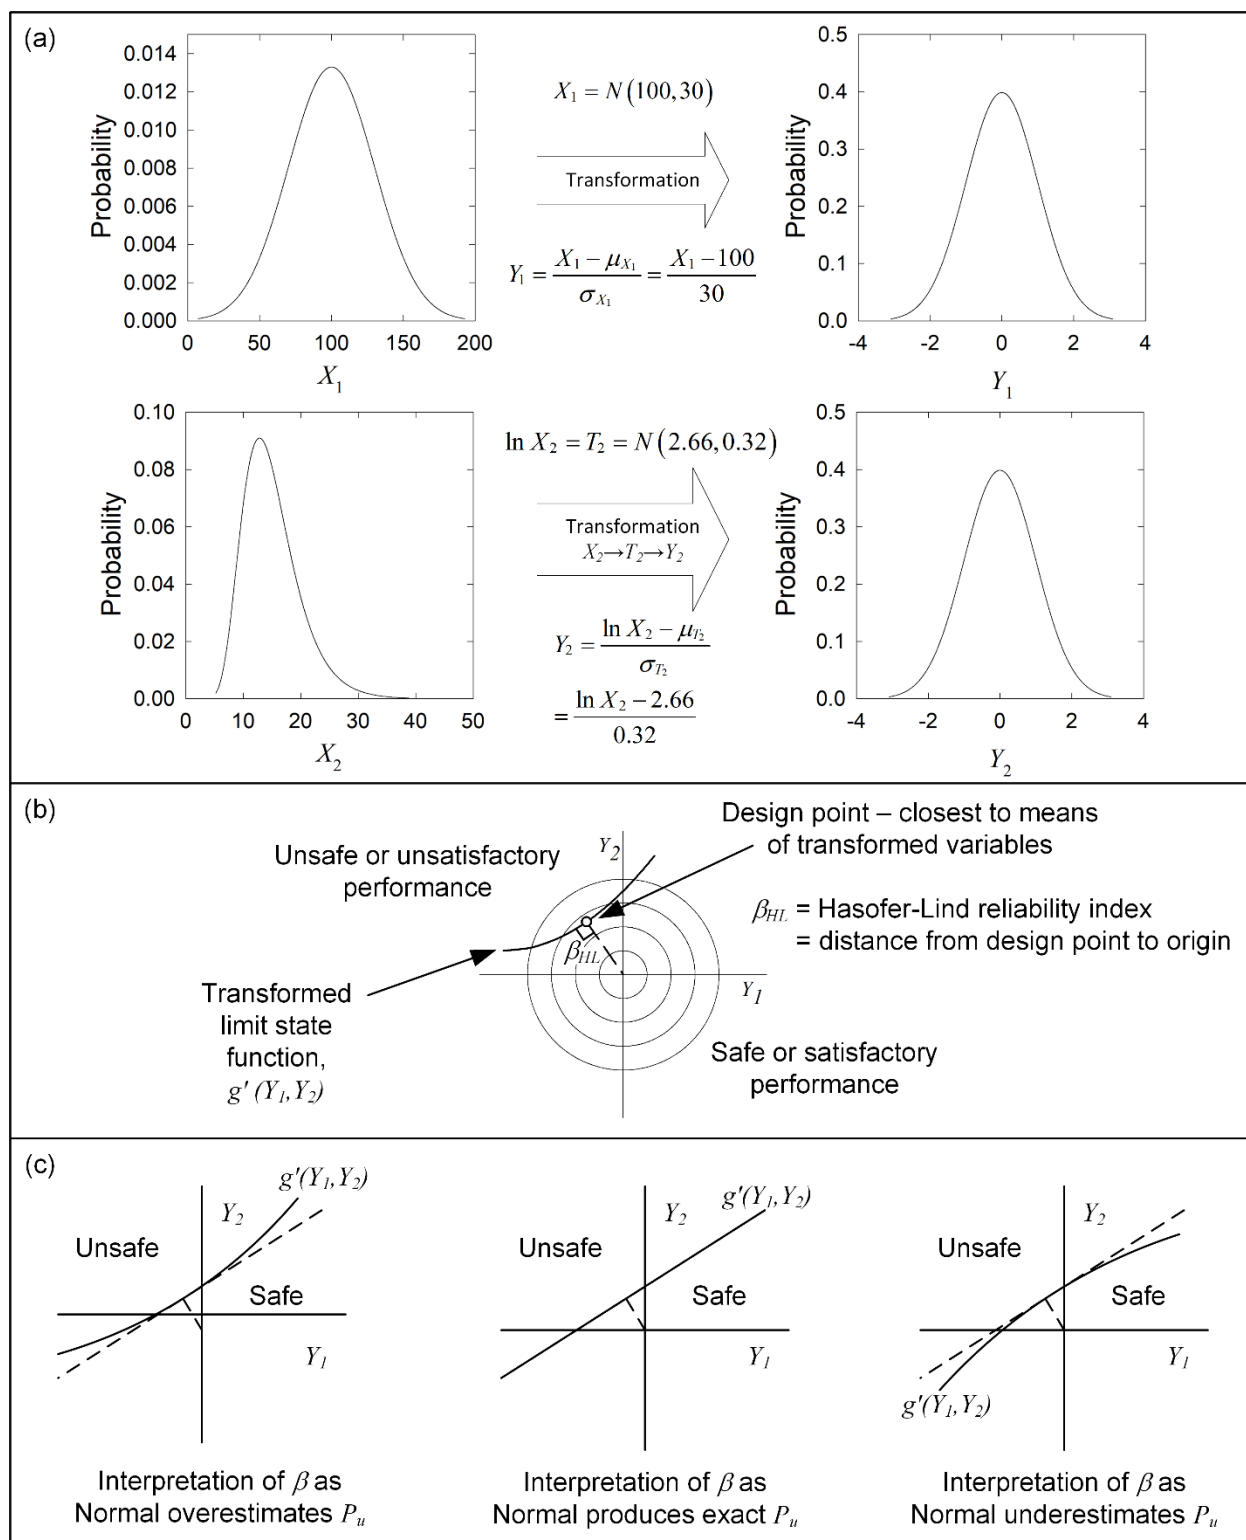 (a)
0.014
0.012
0.010
0.008
0.006
0.004
0.002
0.000
Probability
0 50 100 150 200
X₁
X₁ = N(100,30)
Transformation
Y₁ = (X₁ − μ_X₁)/σ_X₁ = (X₁ − 100)/30
0.5
0.4
0.3
0.2
0.1
0.0
Probability
-4 -2 0 2 4
Y₁
0.10
0.08
0.06
0.04
0.02
0.00
Probability
0 10 20 30 40 50
X₂
ln X₂ = T₂ = N(2.66, 0.32)
Transformation
X₂→T₂→Y₂
Y₂ = (ln X₂ − μ_T₂)/σ_T₂
= (ln X₂ − 2.66)/0.32
0.5
0.4
0.3
0.2
0.1
0.0
Probability
-4 -2 0 2 4
Y₂
(b)
Design point – closest to means
of transformed variables
Unsafe or unsatisfactory
performance
Y₂
β_HL = Hasofer-Lind reliability index
= distance from design point to origin
β_HL
Y₁
Transformed
limit state
function,
g' (Y₁,Y₂)
Safe or satisfactory
performance
(c)
g'(Y₁,Y₂)
Y₂
Unsafe
Safe
Y₁
Interpretation of β as
Normal overestimates Pᵤ
g'(Y₁,Y₂)
Y₂
Unsafe
Safe
Y₁
Interpretation of β as
Normal produces exact Pᵤ
Y₂
Unsafe
Safe
Y₁
g'(Y₁,Y₂)
Interpretation of β as
Normal underestimates Pᵤ